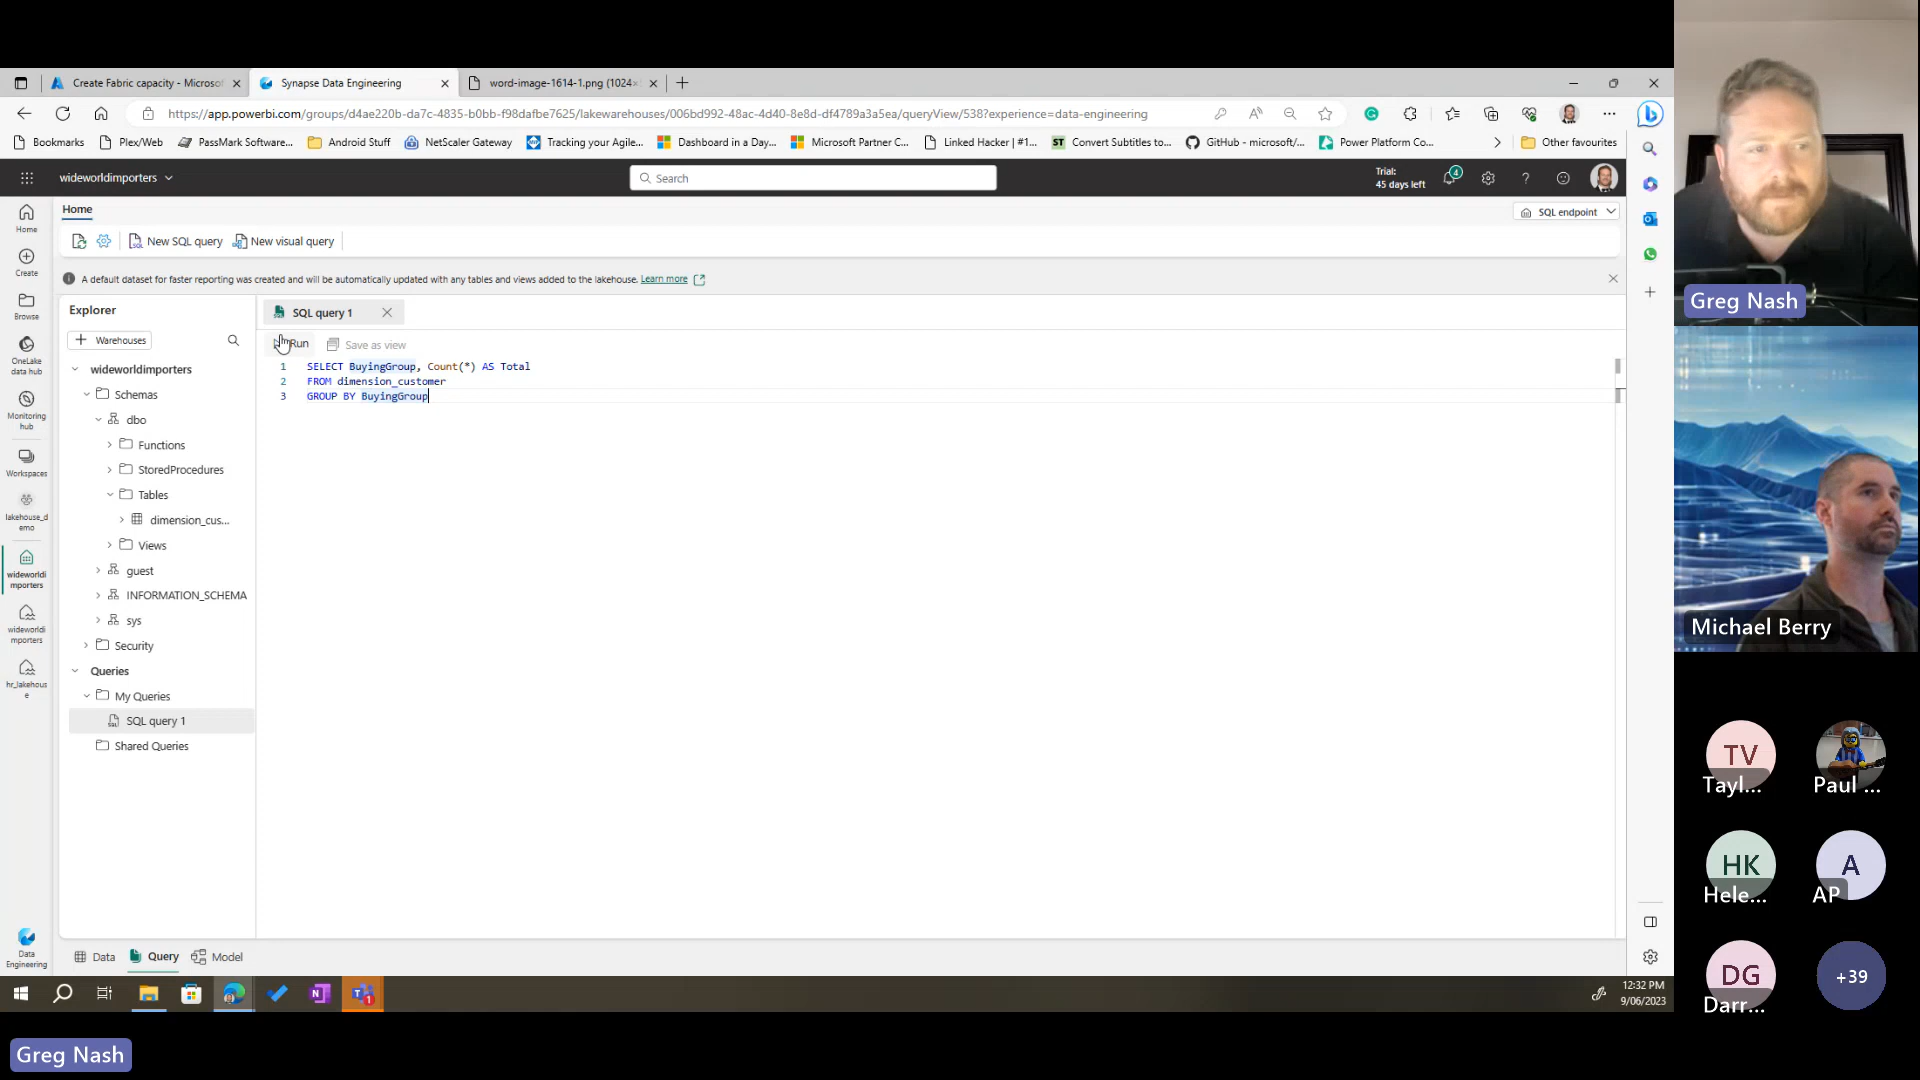 Create Fabric capacity - Microsof
Synapse Data Engineering
word-image-1614-1.png (1024×
https://app.powerbi.com/groups/d4ae220b-da7c-4835-b0bb-f98dafbe7625/lakewarehouses/006bd992-48ac-4d40-8e8d-df4789a3a5ea/queryView/538?experience=data-engineering
Bookmarks
Plex/Web
PassMark Software...
Android Stuff
NetScaler Gateway
Tracking your Agile...
Dashboard in a Day...
Microsoft Partner C...
Linked Hacker | #1...
ST
Convert Subtitles to...
GitHub - microsoft/...
Power Platform Co...
Other favourites
wideworldimporters
Search
Trial:
45 days left
4
Home
SQL endpoint
New SQL query
New visual query
A default dataset for faster reporting was created and will be automatically updated with any tables and views added to the lakehouse. Learn more
Home
Create
Browse
OneLake
data hub
Monitoring
hub
Workspaces
lakehouse_d
emo
wideworldi
mporters
wideworldi
mporters
hr_lakehous
e
Data
Engineering
Explorer
Warehouses
wideworldimporters
Schemas
dbo
Functions
StoredProcedures
Tables
dimension_cus...
Views
guest
INFORMATION_SCHEMA
sys
Security
Queries
My Queries
SQL query 1
Shared Queries
SQL query 1
Run
Save as view
1 SELECT BuyingGroup, Count(*) AS Total
2 FROM dimension_customer
3 GROUP BY BuyingGroup
Data
Query
Model
12:32 PM
9/06/2023
Greg Nash
Michael Berry
TV
Tayl...
Paul ...
HK
Hele...
A
AP
DG
Darr...
+39
Greg Nash